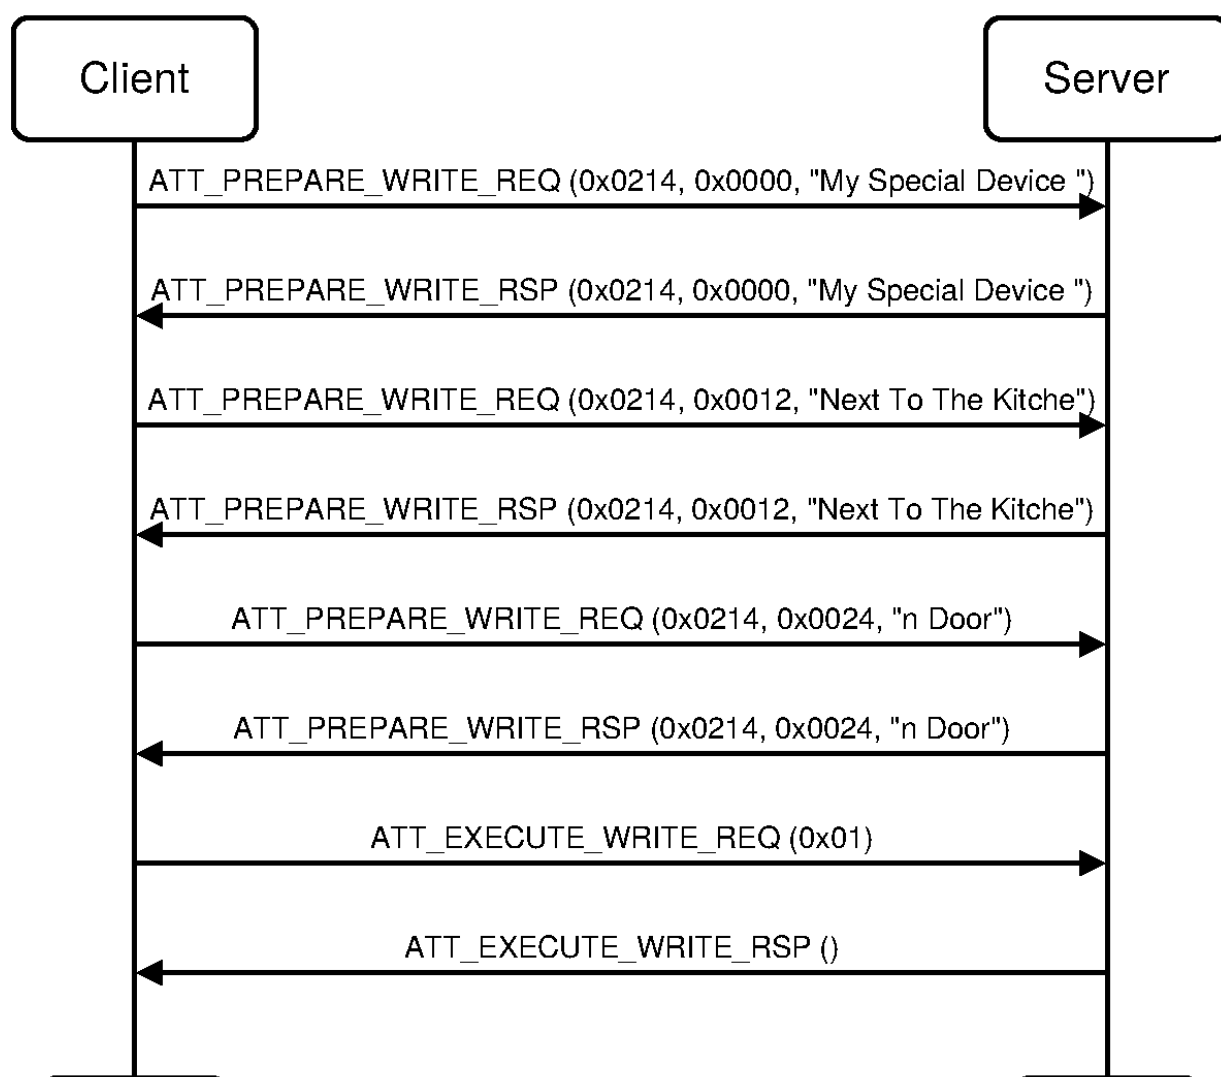 Client Server
ATT_PREPARE_WRITE_REQ (0x0214, 0x0000, "My Special Device ")
ATT_PREPARE_WRITE_RSP (0x0214, 0x0000, "My Special Device ")
ATT_PREPARE_WRITE_REQ (0x0214, 0x0012, "Next To The Kitche")
ATT_PREPARE_WRITE_RSP (0x0214, 0x0012, "Next To The Kitche")
ATT_PREPARE_WRITE_REQ (0x0214, 0x0024, "n Door")
ATT_PREPARE_WRITE_RSP (0x0214, 0x0024, "n Door")
ATT_EXECUTE_WRITE_REQ (0x01)
ATT_EXECUTE_WRITE_RSP ()